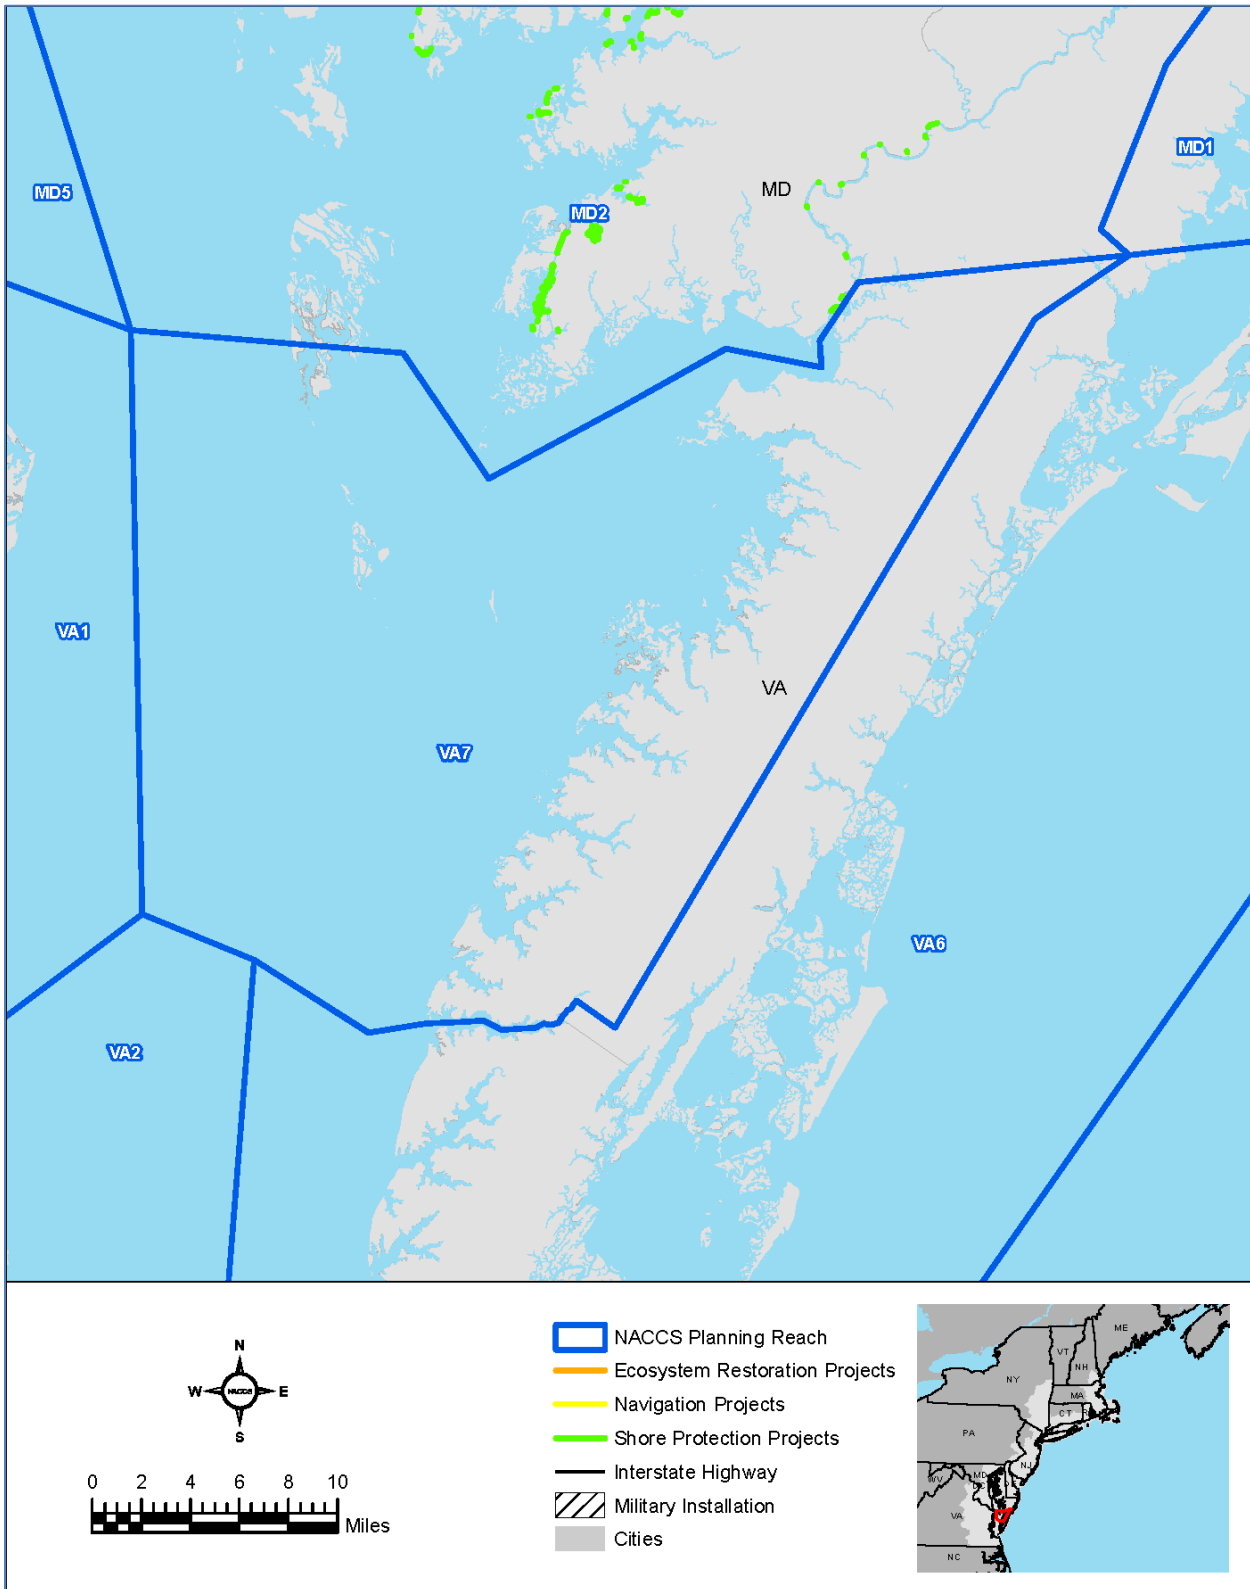 MD5
MD2
MD
MD1
VA1
VA
VA7
VA6
VA2
N
W NACCS E
S
0 2 4 6 8 10
Miles
NACCS Planning Reach
Ecosystem Restoration Projects
Navigation Projects
Shore Protection Projects
Interstate Highway
Military Installation
Cities
ME
VT
NH
NY
MA
CT
PA
NJ
MD
WV
VA
NC